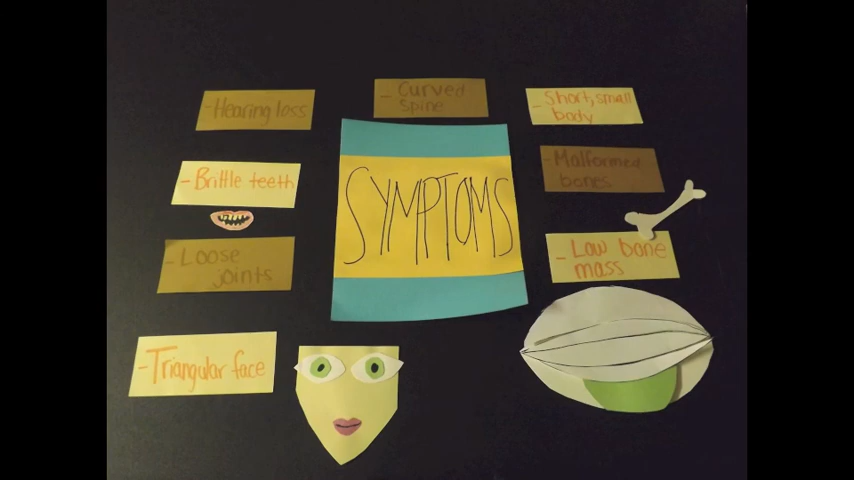 - Hearing loss
- Curved
spine
- Short, small
body
- Brittle teeth
SYMPTOMS
- Malformed
bones
- Loose
joints
- Low bone
mass
- Triangular face